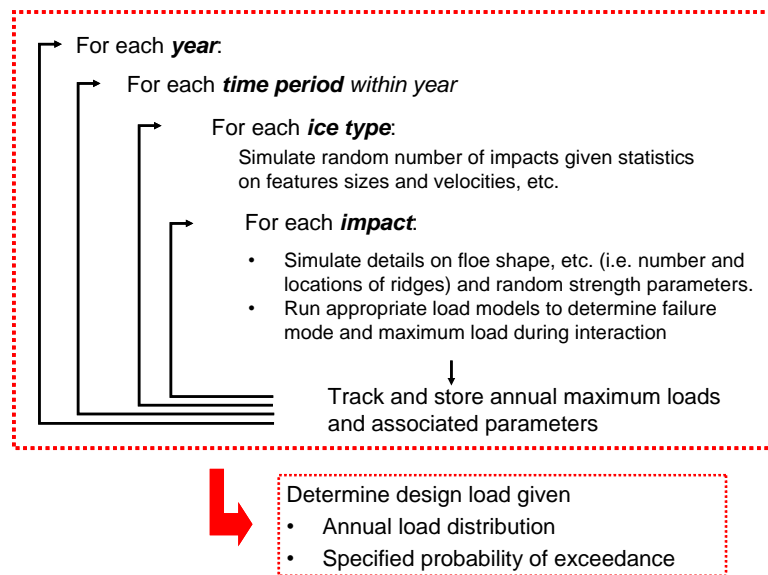 For each year:
For each time period within year
For each ice type:
Simulate random number of impacts given statistics
on features sizes and velocities, etc.
For each impact:
• Simulate details on floe shape, etc. (i.e. number and
locations of ridges) and random strength parameters.
• Run appropriate load models to determine failure
mode and maximum load during interaction
Track and store annual maximum loads
and associated parameters
Determine design load given
• Annual load distribution
• Specified probability of exceedance